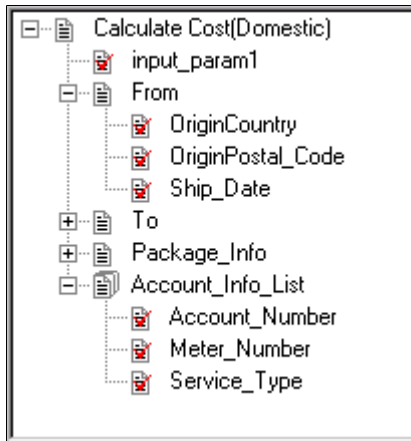 Calculate Cost(Domestic)
input_param1
From
OriginCountry
OriginPostal_Code
Ship_Date
To
Package_Info
Account_Info_List
Account_Number
Meter_Number
Service_Type